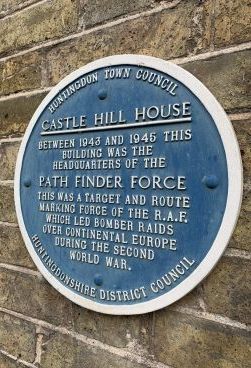 HUNTINGDON TOWN COUNCIL
CASTLE HILL HOUSE
BETWEEN 1943 AND 1945 THIS
BUILDING WAS THE
HEADQUARTERS OF THE
PATH FINDER FORCE
THIS WAS A TARGET AND ROUTE
MARKING FORCE OF THE R.A.F.
WHICH LED BOMBER RAIDS
OVER CONTINENTAL EUROPE
DURING THE SECOND
WORLD WAR.
HUNTINGDONSHIRE DISTRICT COUNCIL